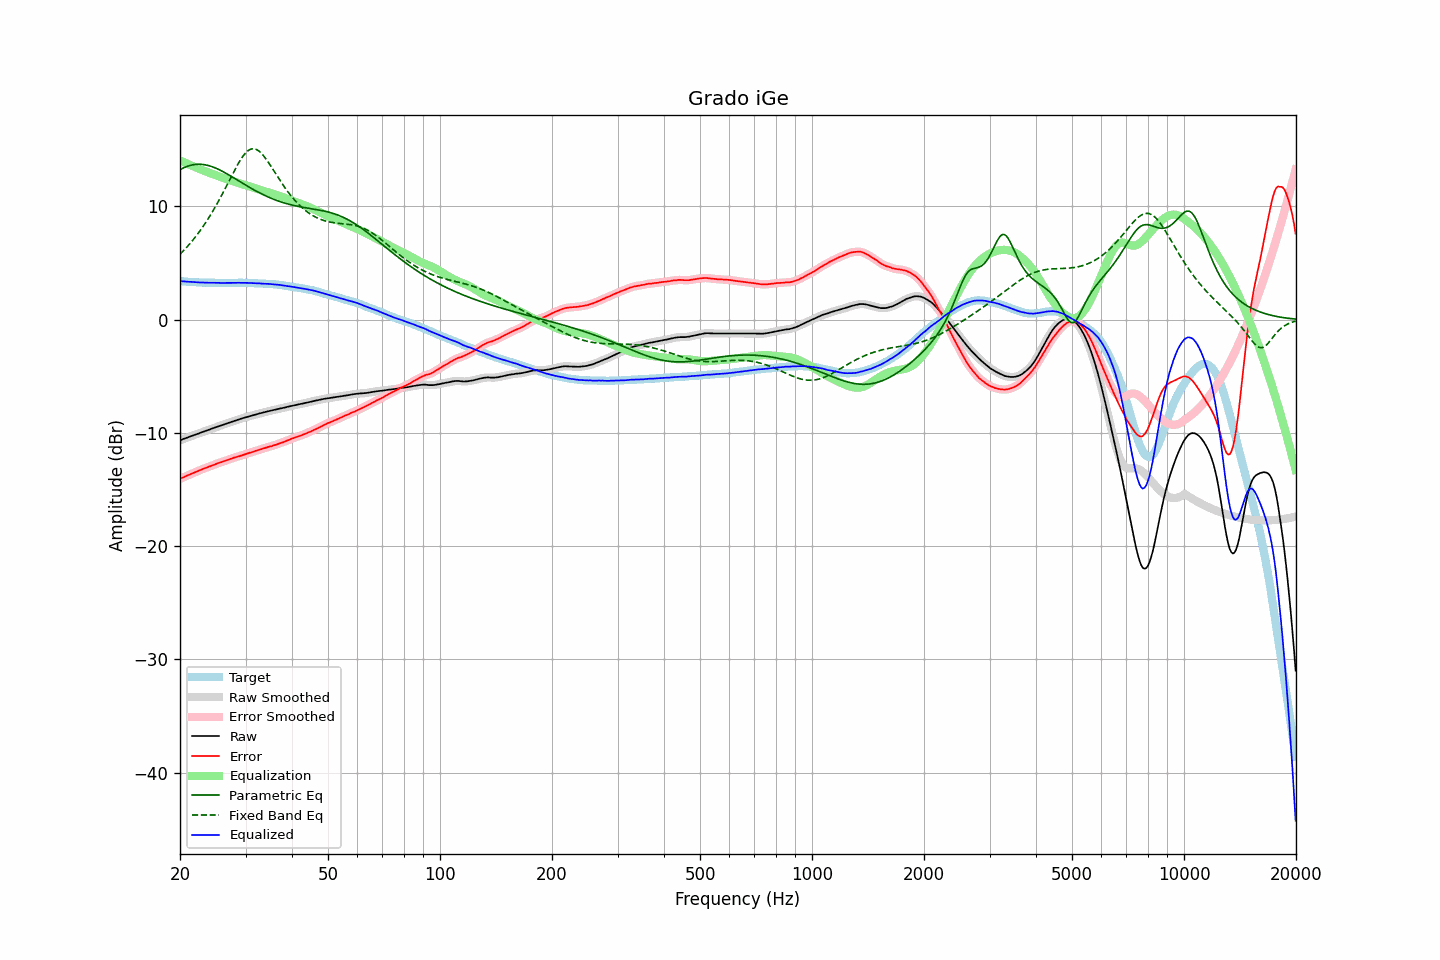 Grado iGe
Amplitude (dBr)
10
0
−10
−20
−30
−40
Target
Raw Smoothed
Error Smoothed
Raw
Error
Equalization
Parametric Eq
Fixed Band Eq
Equalized
20 50 100 200 500 1000 2000 5000 10000 20000
Frequency (Hz)